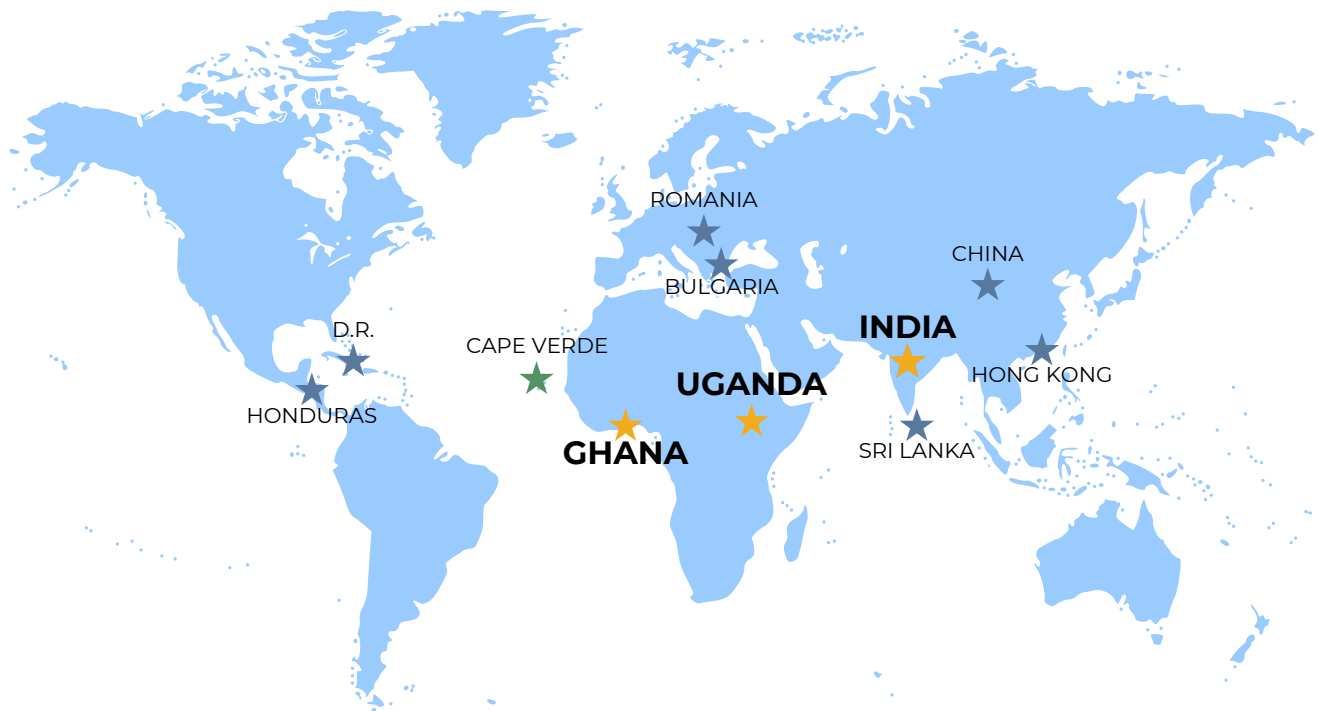 ROMANIA
CHINA
BULGARIA
INDIA
D.R.
CAPE VERDE
HONG KONG
UGANDA
HONDURAS
GHANA
SRI LANKA